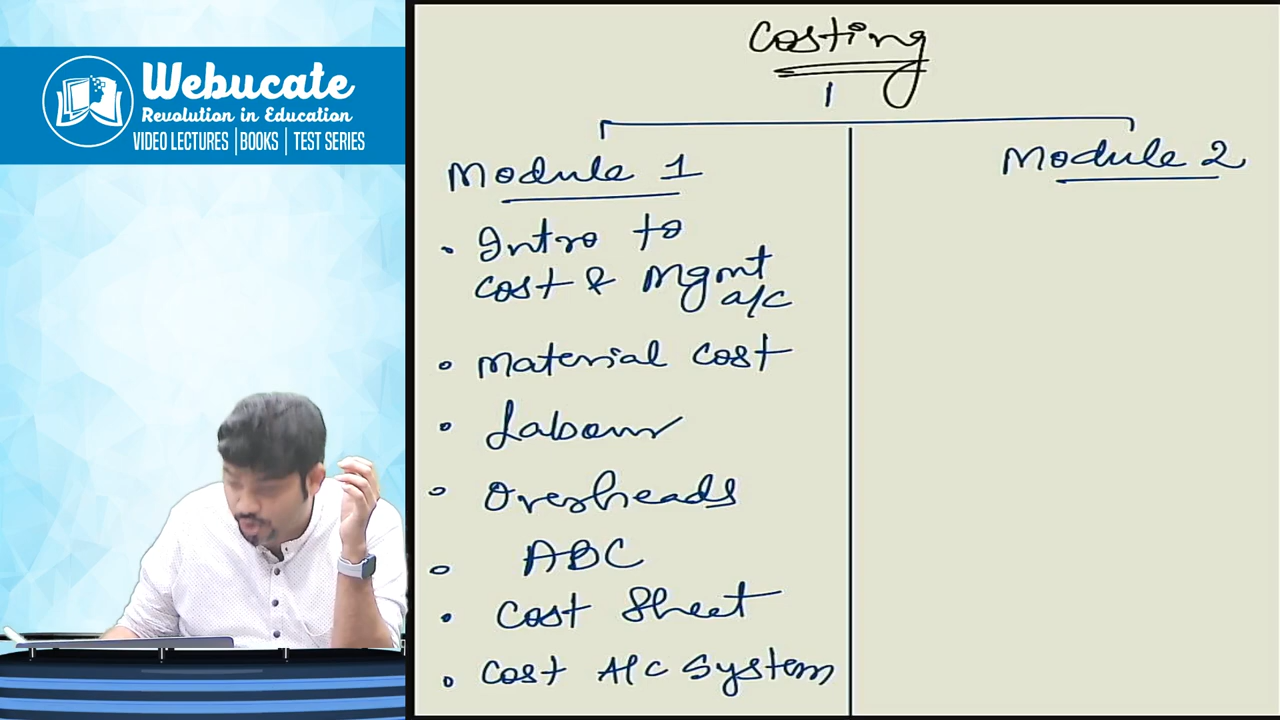 Webucate
Revolution in Education
VIDEO LECTURES | BOOKS | TEST SERIES
Costing
Module 1
Module 2
• Intro to
Cost & Mgmt
a/c
• Material Cost
• Labour
• Overheads
• ABC
• Cost Sheet
• Cost A/c System